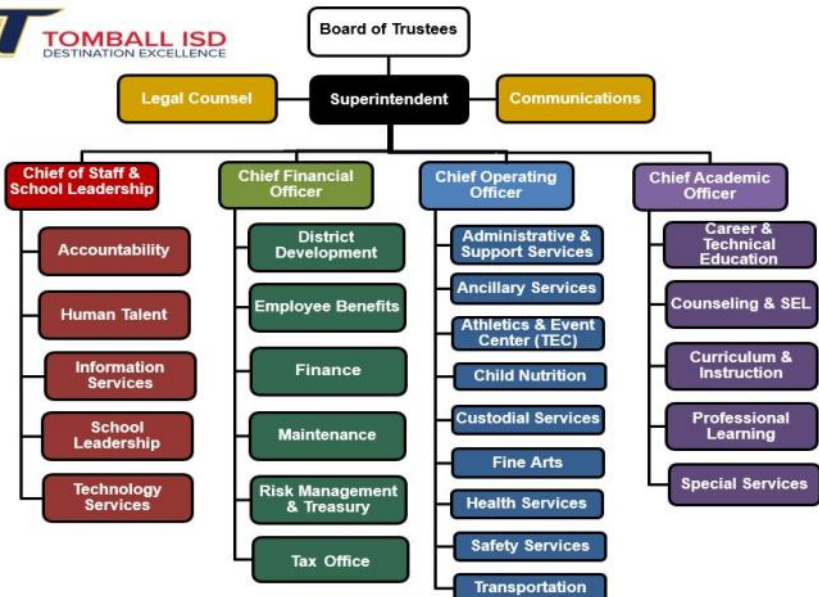 T TOMBALL ISD
DESTINATION EXCELLENCE
Board of Trustees
Legal Counsel
Superintendent
Communications
Chief of Staff &
School Leadership
Accountability
Human Talent
Information
Services
School
Leadership
Technology
Services
Chief Financial
Officer
District
Development
Employee Benefits
Finance
Maintenance
Risk Management
& Treasury
Tax Office
Chief Operating
Officer
Administrative &
Support Services
Ancillary Services
Athletics & Event
Center (TEC)
Child Nutrition
Custodial Services
Fine Arts
Health Services
Safety Services
Transportation
Chief Academic
Officer
Career &
Technical
Education
Counseling & SEL
Curriculum &
Instruction
Professional
Learning
Special Services